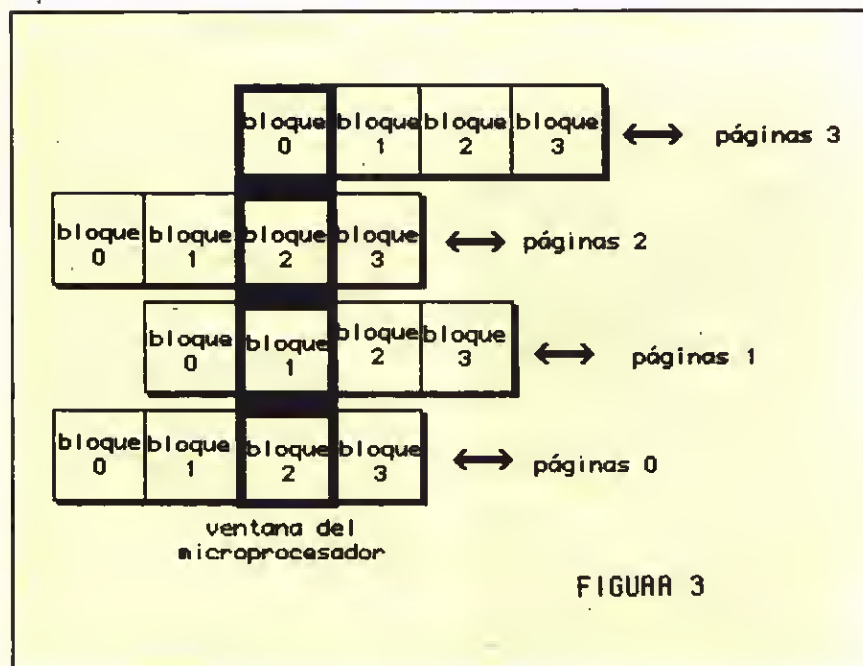 bloque bloque bloque bloque
0 1 2 3
páginas 3
bloque bloque bloque bloque
0 1 2 3
páginas 2
bloque bloque bloque bloque
0 1 2 3
páginas 1
bloque bloque bloque bloque
0 1 2 3
páginas 0
ventana del
microprocesador
FIGURA 3